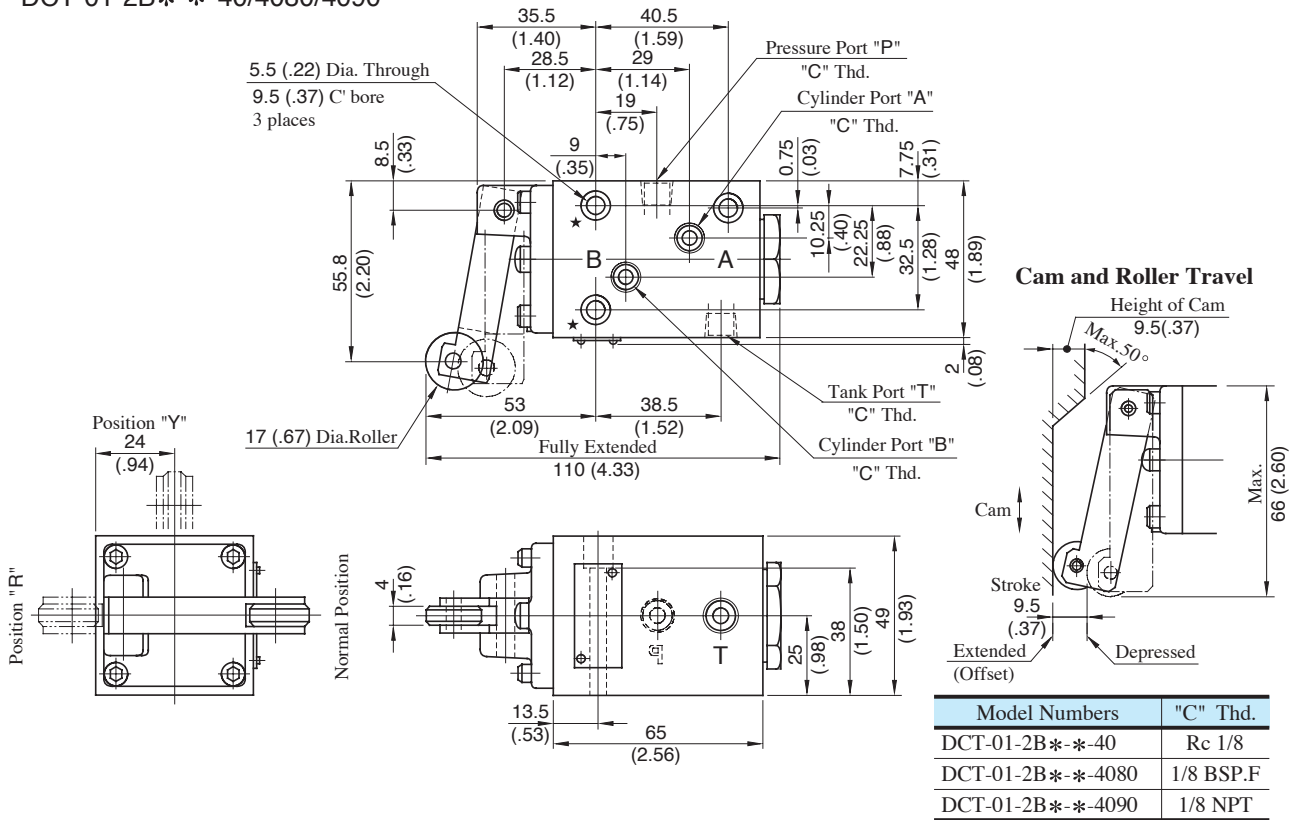 DCT-01-2B∗-∗-40/4080/4090
35.5
(1.40)
40.5
(1.59)
28.5
(1.12)
29
(1.14)
19
(.75)
9
(.35)
5.5 (.22) Dia. Through
9.5 (.37) C' bore
3 places
Pressure Port "P"
"C" Thd.
Cylinder Port "A"
"C" Thd.
8.5
(.33)
55.8
(2.20)
0.75
(.03)
7.75
(.31)
10.25
(.40)
22.25
(.88)
32.5
(1.28)
48
(1.89)
2
(.08)
★
B
A
★
17 (.67) Dia.Roller
53
(2.09)
38.5
(1.52)
Fully Extended
110 (4.33)
Tank Port "T"
"C" Thd.
Cylinder Port "B"
"C" Thd.
Cam and Roller Travel
Height of Cam
9.5(.37)
Max.50°
Cam
Max.
66 (2.60)
Stroke
9.5
(.37)
Extended
(Offset)
Depressed
Position "Y"
24
(.94)
Position "R"
Normal Position
4
(.16)
P
T
25
(.98)
38
(1.50)
49
(1.93)
13.5
(.53)
65
(2.56)
Model Numbers "C" Thd.
DCT-01-2B∗-∗-40 Rc 1/8
DCT-01-2B∗-∗-4080 1/8 BSP.F
DCT-01-2B∗-∗-4090 1/8 NPT